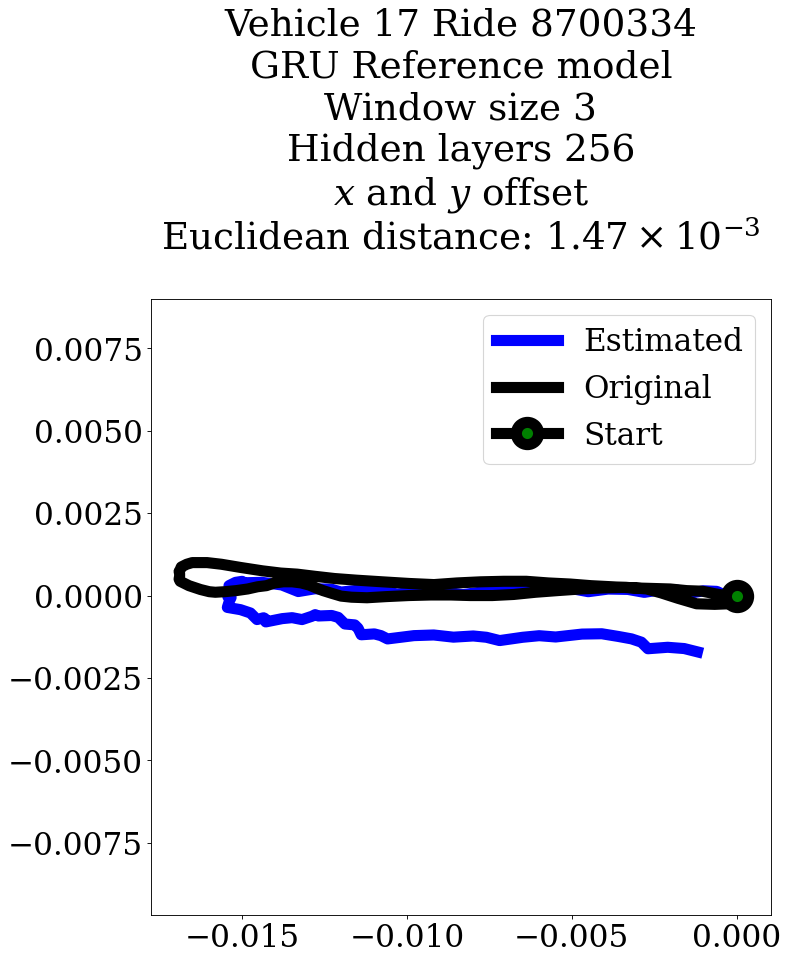 Vehicle 17 Ride 8700334
GRU Reference model
Window size 3
Hidden layers 256
x and y offset
Euclidean distance: 1.47 × 10⁻³
Estimated
Original
Start
0.0075
0.0050
0.0025
0.0000
−0.0025
−0.0050
−0.0075
−0.015 −0.010 −0.005 0.000